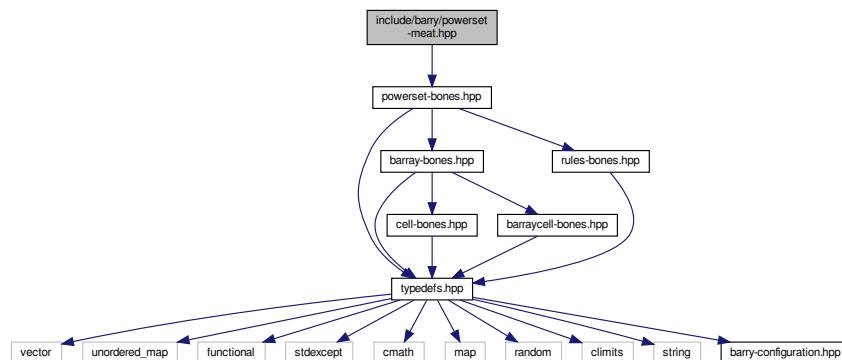 include/barry/powerset
-meat.hpp
powerset-bones.hpp
barray-bones.hpp
rules-bones.hpp
cell-bones.hpp
barraycell-bones.hpp
typedefs.hpp
vector
unordered_map
functional
stdexcept
cmath
map
random
climits
string
barry-configuration.hpp